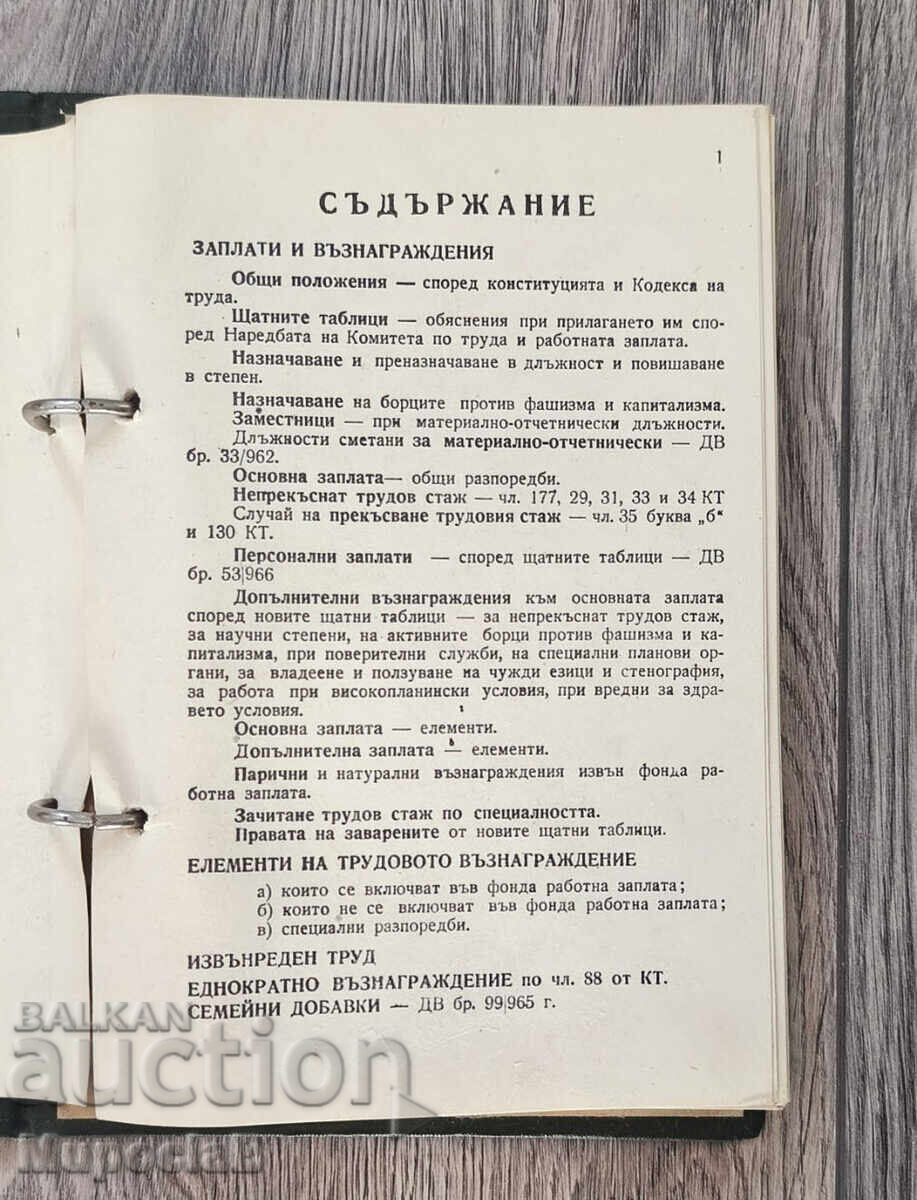 1
СЪДЪРЖАНИЕ
ЗАПЛАТИ И ВЪЗНАГРАЖДЕНИЯ
Общи положения — според конституцията и Кодекса на
труда.
Щатните таблици — обяснения при прилагането им спо-
ред Наредбата на Комитета по труда и работната заплата.
Назначаване и преназначаване в длъжност и повишаване
в степен.
Назначаване на борците против фашизма и капитализма.
Заместници — при материално-отчетнически длъжности.
Длъжности сметани за материално-отчетнически — ДВ
бр. 33/962.
Основна заплата— общи разпоредби.
Непрекъснат трудов стаж — чл. 177, 29, 31, 33 и 34 КТ
Случай на прекъсване трудовия стаж — чл. 35 буква „б“
и 130 КТ.
Персонални заплати — според щатните таблици — ДВ
бр. 53|966
Допълнителни възнаграждения към основната заплата
според новите щатни таблици — за непрекъснат трудов стаж,
за научни степени, на активните борци против фашизма и ка-
питализма, при поверителни служби, на специални планови ор-
гани, за владеене и ползуване на чужди езици и стенография,
за работа при високопланински условия, при вредни за здра-
вето условия.
Основна заплата — елементи.
Допълнителна заплата — елементи.
Парични и натурални възнаграждения извън фонда ра-
ботна заплата.
Зачитане трудов стаж по специалността.
Правата на заварените от новите щатни таблици.
ЕЛЕМЕНТИ НА ТРУДОВОТО ВЪЗНАГРАЖДЕНИЕ
а) които се включват във фонда работна заплата;
б) които не се включват във фонда работна заплата;
в) специални разпоредби.
ИЗВЪНРЕДЕН ТРУД
ЕДНОКРАТНО ВЪЗНАГРАЖДЕНИЕ по чл. 88 от КТ.
СЕМЕЙНИ ДОБАВКИ — ДВ бр. 99|965 г.
BALKAN
auction
Nupoclab